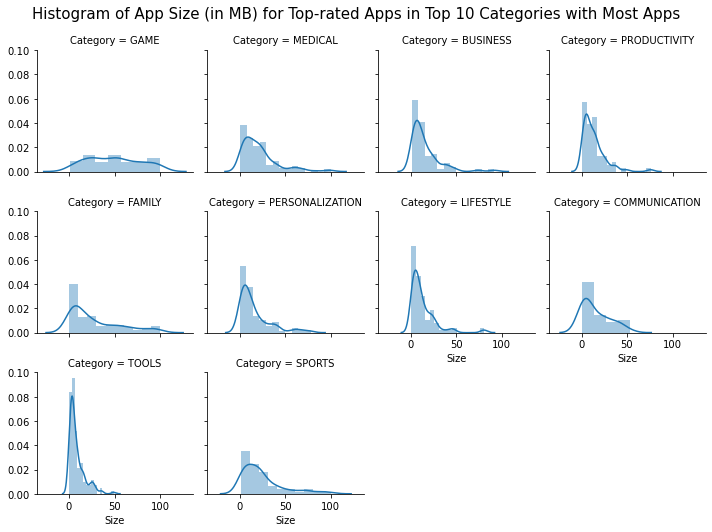 Histogram of App Size (in MB) for Top-rated Apps in Top 10 Categories with Most Apps
Category = GAME
Category = MEDICAL
Category = BUSINESS
Category = PRODUCTIVITY
0.10
0.08
0.06
0.04
0.02
0.00
Category = FAMILY
Category = PERSONALIZATION
Category = LIFESTYLE
Category = COMMUNICATION
0.10
0.08
0.06
0.04
0.02
0.00
0 50 100
Size
0 50 100
Size
Category = TOOLS
Category = SPORTS
0.10
0.08
0.06
0.04
0.02
0.00
0 50 100
Size
0 50 100
Size